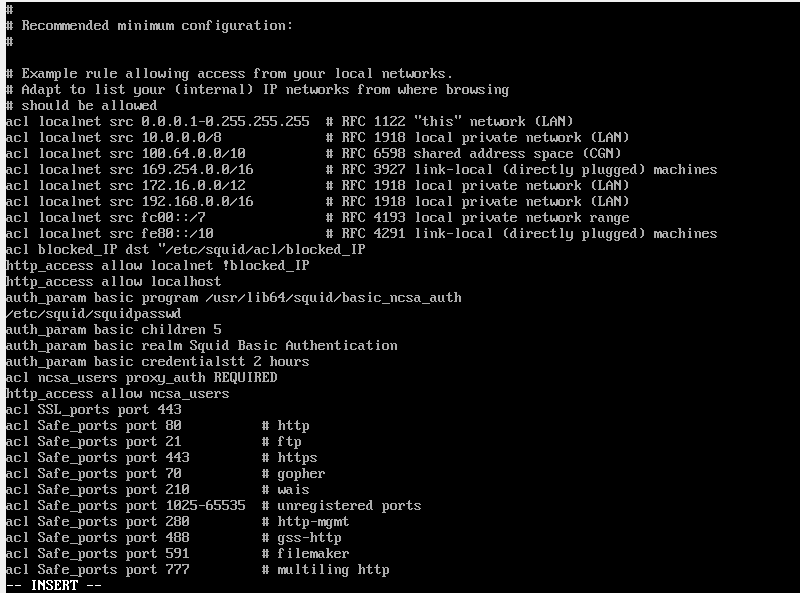 #
# Recommended minimum configuration:
#
# Example rule allowing access from your local networks.
# Adapt to list your (internal) IP networks from where browsing
# should be allowed
acl localnet src 0.0.0.1-0.255.255.255  # RFC 1122 "this" network (LAN)
acl localnet src 10.0.0.0/8             # RFC 1918 local private network (LAN)
acl localnet src 100.64.0.0/10          # RFC 6598 shared address space (CGN)
acl localnet src 169.254.0.0/16         # RFC 3927 link-local (directly plugged) machines
acl localnet src 172.16.0.0/12          # RFC 1918 local private network (LAN)
acl localnet src 192.168.0.0/16         # RFC 1918 local private network (LAN)
acl localnet src fc00::/7               # RFC 4193 local private network range
acl localnet src fe80::/10              # RFC 4291 link-local (directly plugged) machines
acl blocked_IP dst "/etc/squid/acl/blocked_IP
http_access allow localnet !blocked_IP
http_access allow localhost
auth_param basic program /usr/lib64/squid/basic_ncsa_auth
/etc/squid/squidpasswd
auth_param basic children 5
auth_param basic realm Squid Basic Authentication
auth_param basic credentialstt 2 hours
acl ncsa_users proxy_auth REQUIRED
http_access allow ncsa_users
acl SSL_ports port 443
acl Safe_ports port 80          # http
acl Safe_ports port 21          # ftp
acl Safe_ports port 443         # https
acl Safe_ports port 70          # gopher
acl Safe_ports port 210         # wais
acl Safe_ports port 1025-65535  # unregistered ports
acl Safe_ports port 280         # http-mgmt
acl Safe_ports port 488         # gss-http
acl Safe_ports port 591         # filemaker
acl Safe_ports port 777         # multiling http
-- INSERT --